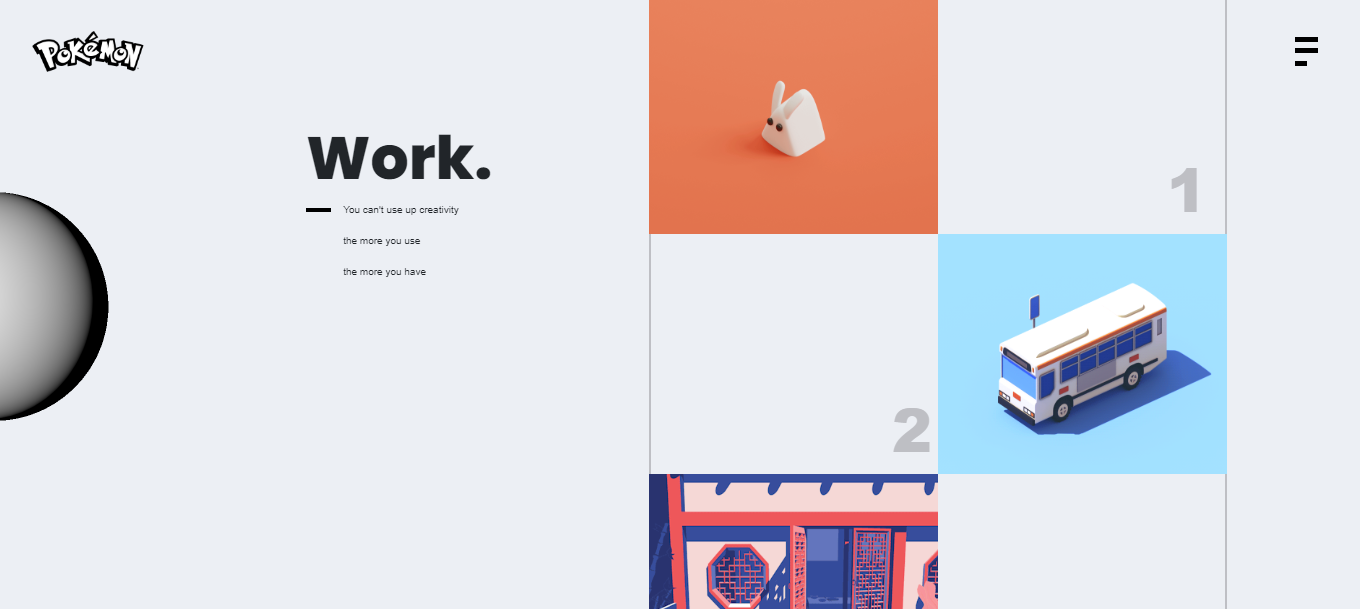 POKéMON
Work.
You can't use up creativity
the more you use
the more you have
1
2